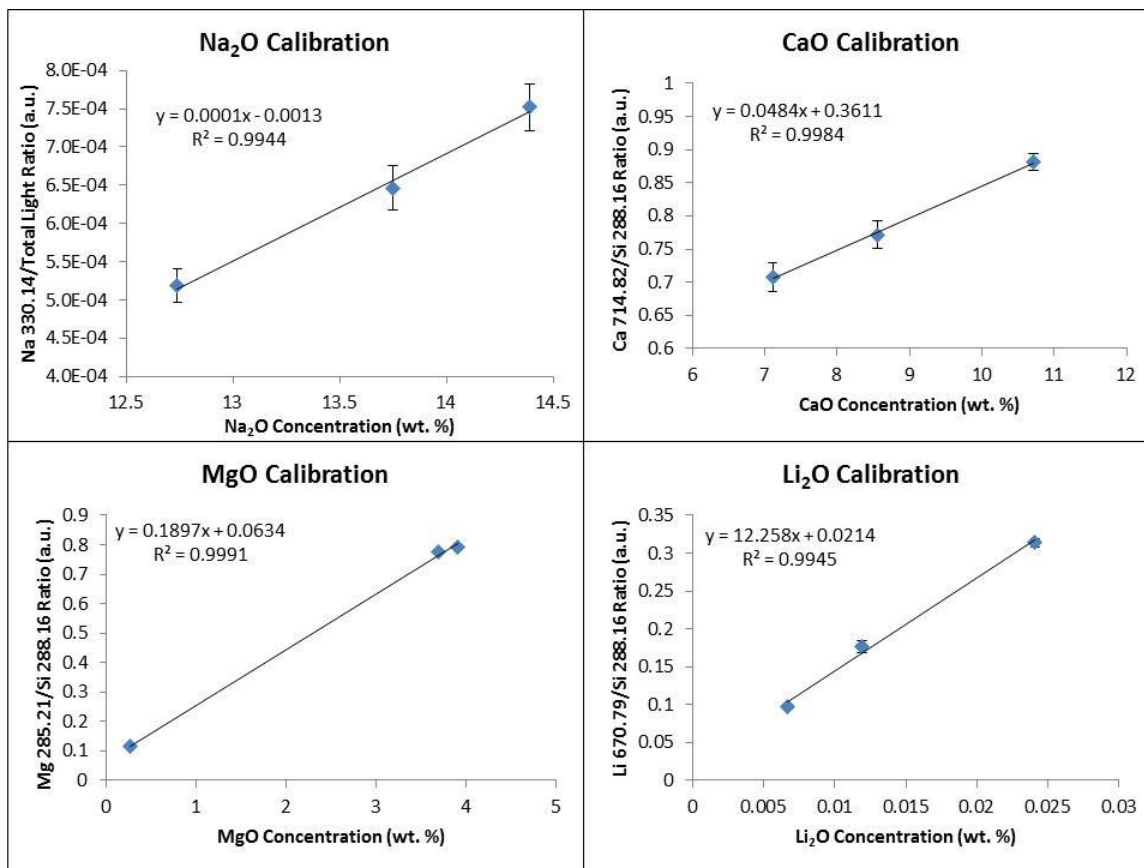 Na₂O Calibration
8.0E-04
7.5E-04
7.0E-04
6.5E-04
6.0E-04
5.5E-04
5.0E-04
4.5E-04
4.0E-04
Na 330.14/Total Light Ratio (a.u.)
y = 0.0001x - 0.0013
R² = 0.9944
12.5 13 13.5 14 14.5
Na₂O Concentration (wt. %)
CaO Calibration
1
0.95
0.9
0.85
0.8
0.75
0.7
0.65
0.6
Ca 714.82/Si 288.16 Ratio (a.u.)
y = 0.0484x + 0.3611
R² = 0.9984
6 7 8 9 10 11 12
CaO Concentration (wt. %)
MgO Calibration
0.9
0.8
0.7
0.6
0.5
0.4
0.3
0.2
0.1
0
Mg 285.21/Si 288.16 Ratio (a.u.)
y = 0.1897x + 0.0634
R² = 0.9991
0 1 2 3 4 5
MgO Concentration (wt. %)
Li₂O Calibration
0.35
0.3
0.25
0.2
0.15
0.1
0.05
0
Li 670.79/Si 288.16 Ratio (a.u.)
y = 12.258x + 0.0214
R² = 0.9945
0 0.005 0.01 0.015 0.02 0.025 0.03
Li₂O Concentration (wt. %)